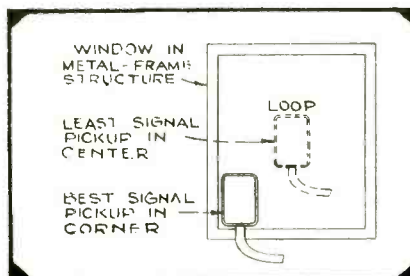 WINDOW IN
METAL-FRAME
STRUCTURE
LOOP
LEAST SIGNAL
PICKUP IN
CENTER
BEST SIGNAL
PICKUP IN
CORNER